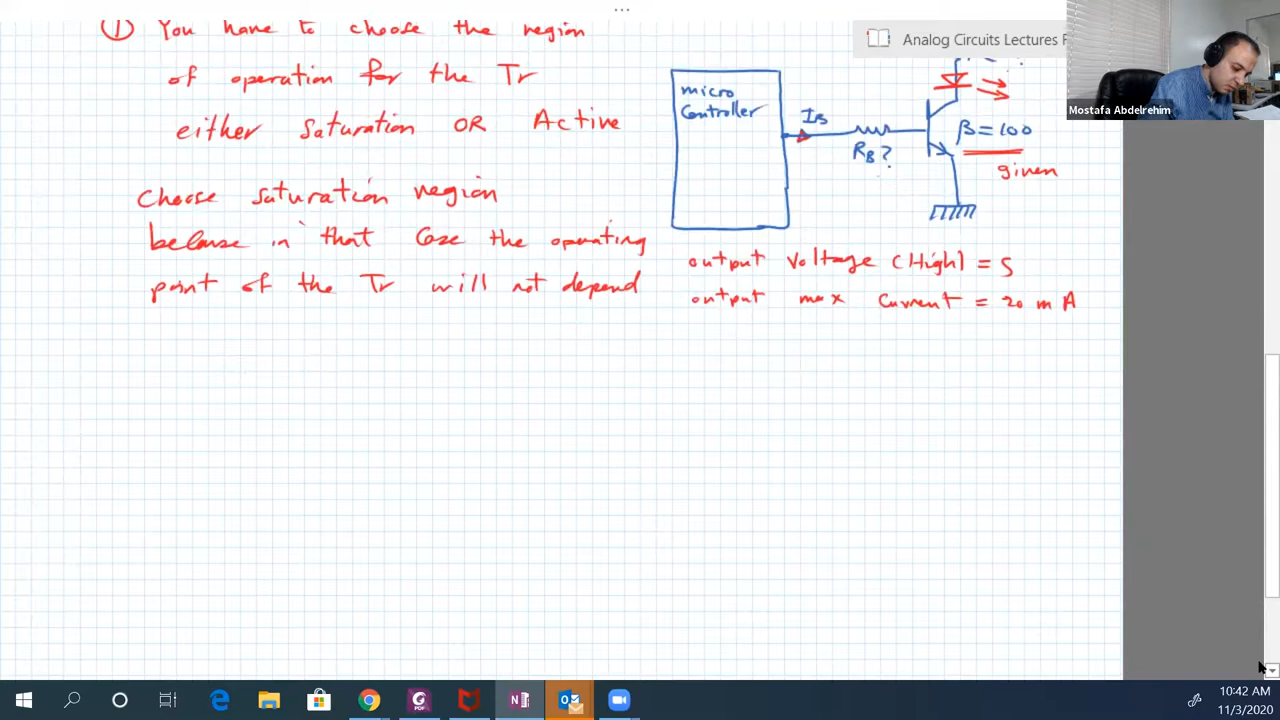 ① You have to choose the region
of operation for the Tr
either saturation OR Active
Choose saturation region
because in that Case the operating
point of the Tr will not depend
Analog Circuits Lectures F
micro
Controller
IB
RB?
β=100
given
output voltage (High) = 5
output max Current = 20 mA
Mostafa Abdelrehim
10:42 AM
11/3/2020